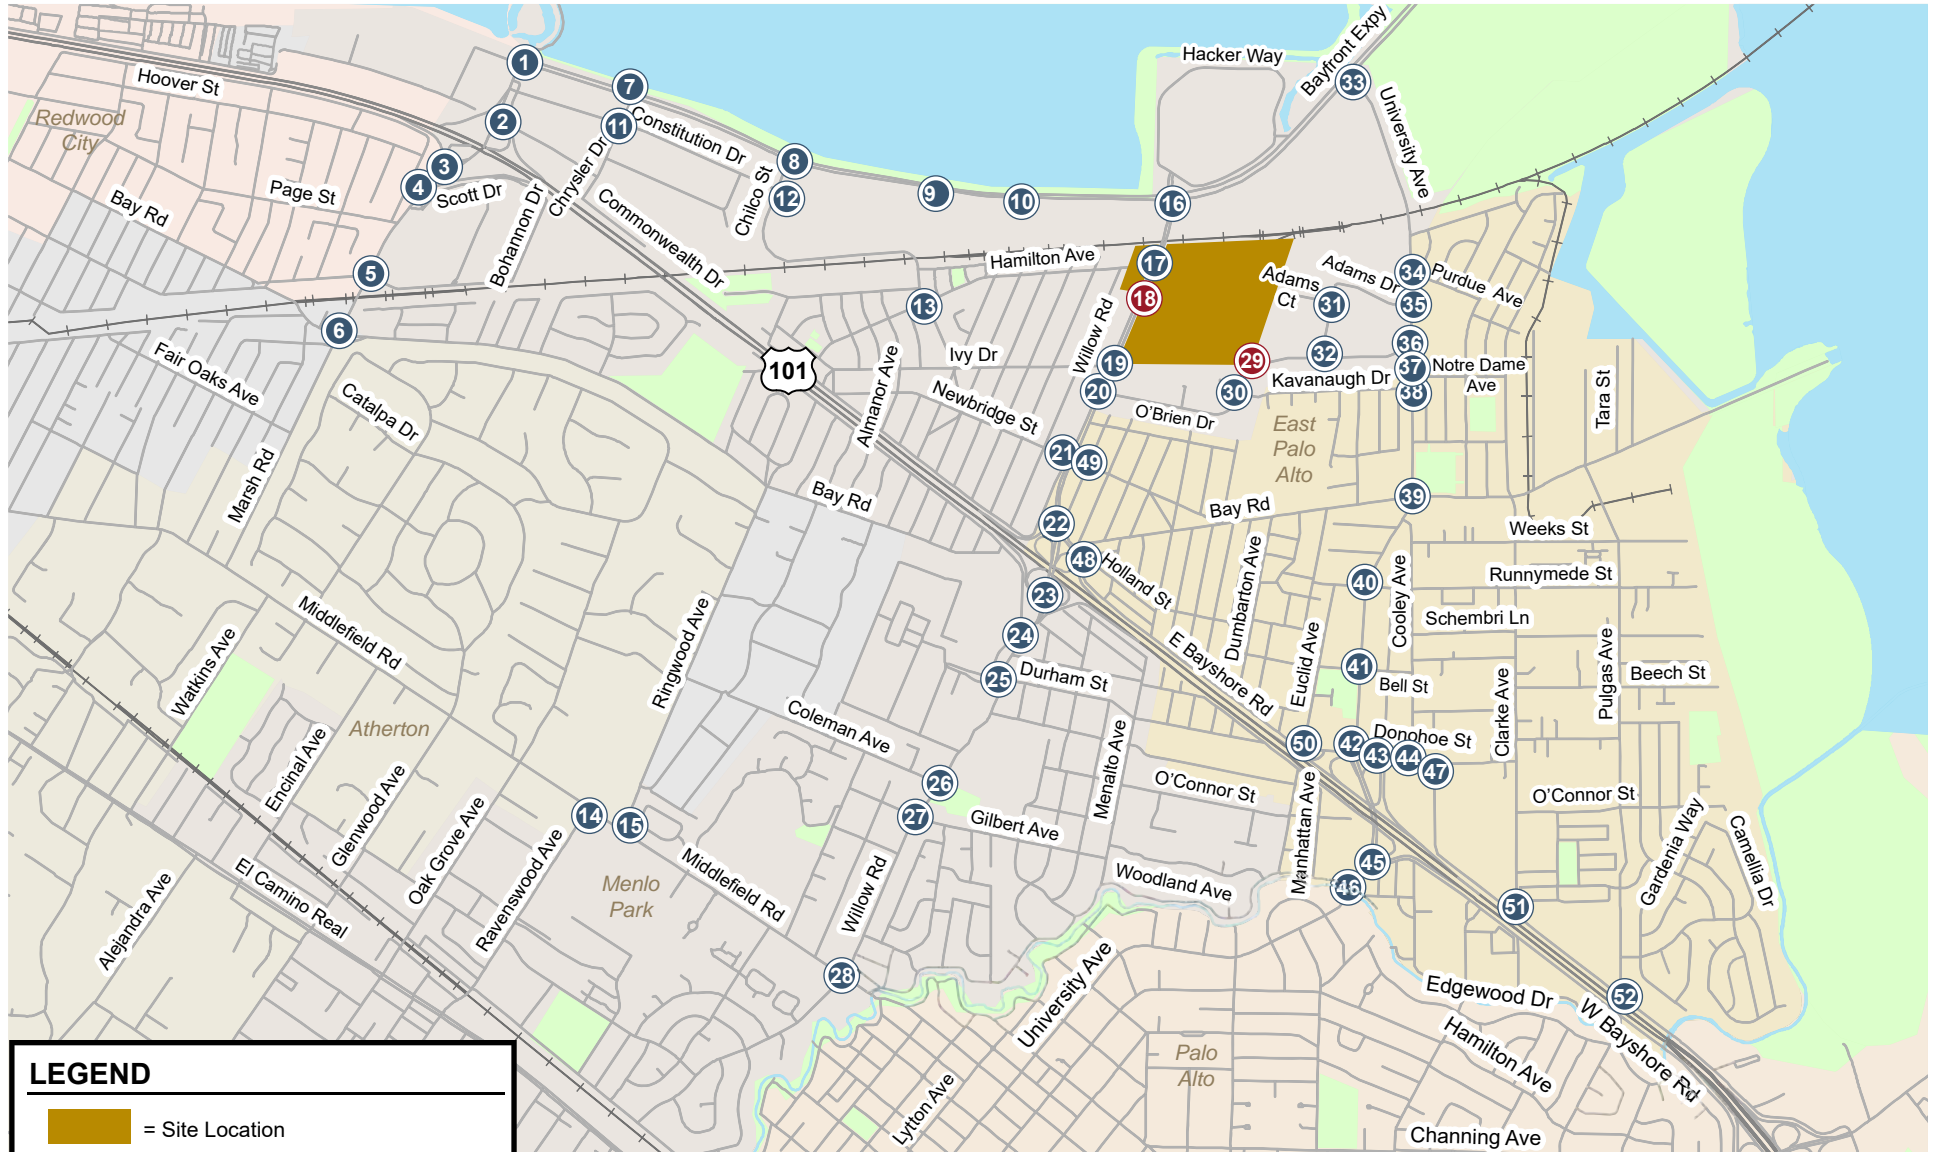 Hoover St
Redwood
City
Bay Rd
Page St
Scott Dr
Bohannon Dr
Chrysler Dr
Constitution Dr
Chilco St
Commonwealth Dr
Hacker Way
Bayfront Expy
University Ave
Hamilton Ave
Willow Rd
Adams
Ct
Adams Dr
Purdue Ave
Notre Dame
Ave
Kavanaugh Dr
O'Brien Dr
East
Palo
Alto
Tara St
Ivy Dr
Newbridge St
Almanor Ave
101
Fair Oaks Ave
Catalpa Dr
Marsh Rd
Bay Rd
Bay Rd
Weeks St
Runnymede St
Schembri Ln
Cooley Ave
Dumbarton Ave
Euclid Ave
Holland St
E Bayshore Rd
Bell St
Donohoe St
Clarke Ave
Pulgas Ave
Beech St
O'Connor St
O'Connor St
Gardenia Way
Camellia Dr
Manhattan Ave
Menalto Ave
Durham St
Coleman Ave
Gilbert Ave
Woodland Ave
Willow Rd
Middlefield Rd
Menlo
Park
Ringwood Ave
Middlefield Rd
Watkins Ave
Atherton
Encinal Ave
Glenwood Ave
Oak Grove Ave
Ravenswood Ave
El Camino Real
Alejandra Ave
University Ave
Lytton Ave
Palo
Alto
Edgewood Dr
Hamilton Ave
W Bayshore Rd
Channing Ave
1
2
3
4
5
6
7
8
9
10
11
12
13
14
15
16
17
18
19
20
21
22
23
24
25
26
27
28
29
30
31
32
33
34
35
36
37
38
39
40
41
42
43
44
45
46
47
48
49
50
51
52
LEGEND
= Site Location